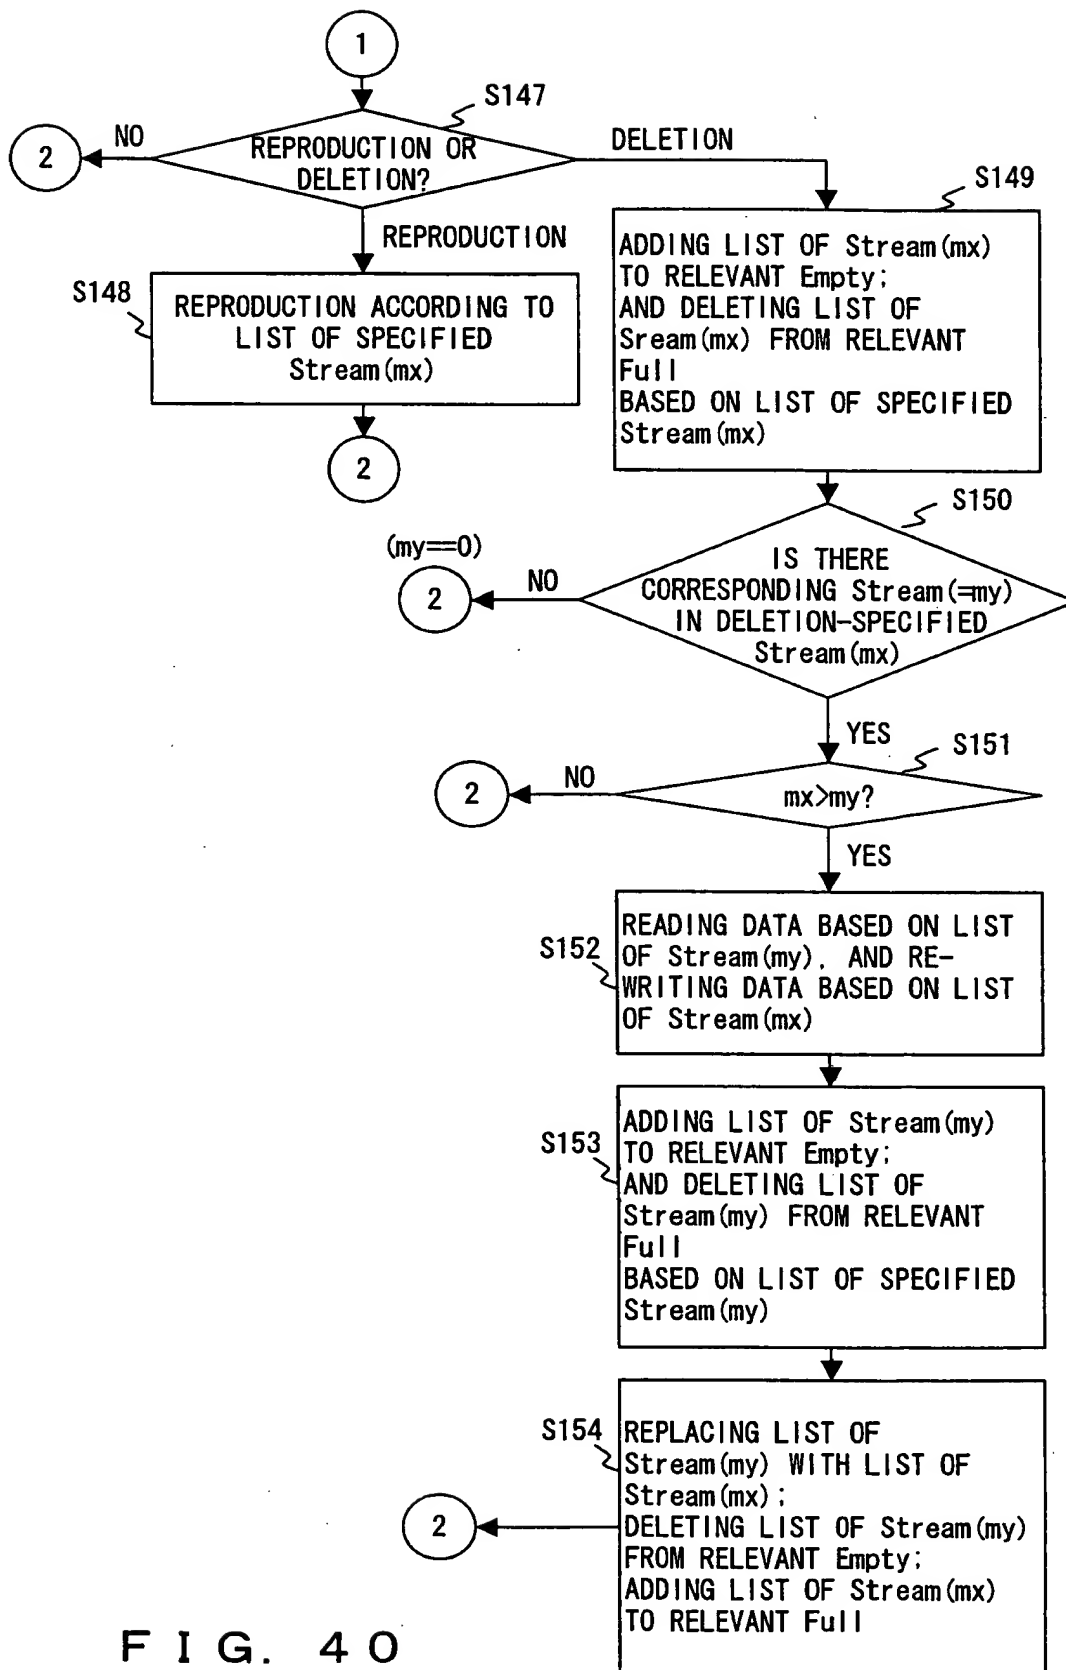 1
S147
NO
2
REPRODUCTION OR
DELETION?
DELETION
REPRODUCTION
S148
REPRODUCTION ACCORDING TO
LIST OF SPECIFIED
Stream(mx)
2
S149
ADDING LIST OF Stream(mx)
TO RELEVANT Empty;
AND DELETING LIST OF
Sream(mx) FROM RELEVANT
Full
BASED ON LIST OF SPECIFIED
Stream(mx)
S150
(my==0)
2
NO
IS THERE
CORRESPONDING Stream(=my)
IN DELETION-SPECIFIED
Stream(mx)
YES
S151
2
NO
mx>my?
YES
S152
READING DATA BASED ON LIST
OF Stream(my), AND RE-
WRITING DATA BASED ON LIST
OF Stream(mx)
S153
ADDING LIST OF Stream(my)
TO RELEVANT Empty;
AND DELETING LIST OF
Stream(my) FROM RELEVANT
Full
BASED ON LIST OF SPECIFIED
Stream(my)
S154
REPLACING LIST OF
Stream(my) WITH LIST OF
Stream(mx);
DELETING LIST OF Stream(my)
FROM RELEVANT Empty;
ADDING LIST OF Stream(mx)
TO RELEVANT Full
2
FIG. 40